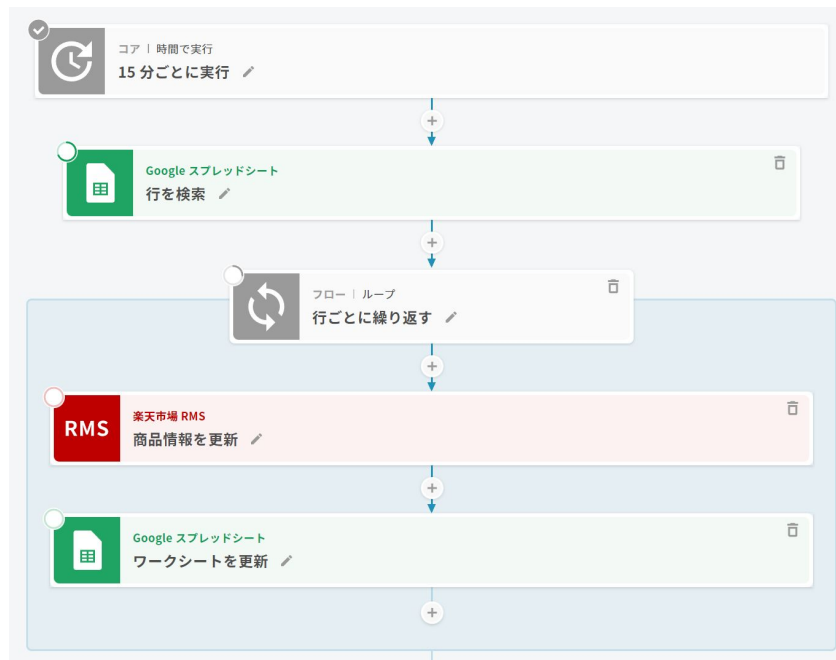 コア | 時間で実行
15 分ごとに実行
Google スプレッドシート
行を検索
フロー | ループ
行ごとに繰り返す
RMS
楽天市場 RMS
商品情報を更新
Google スプレッドシート
ワークシートを更新